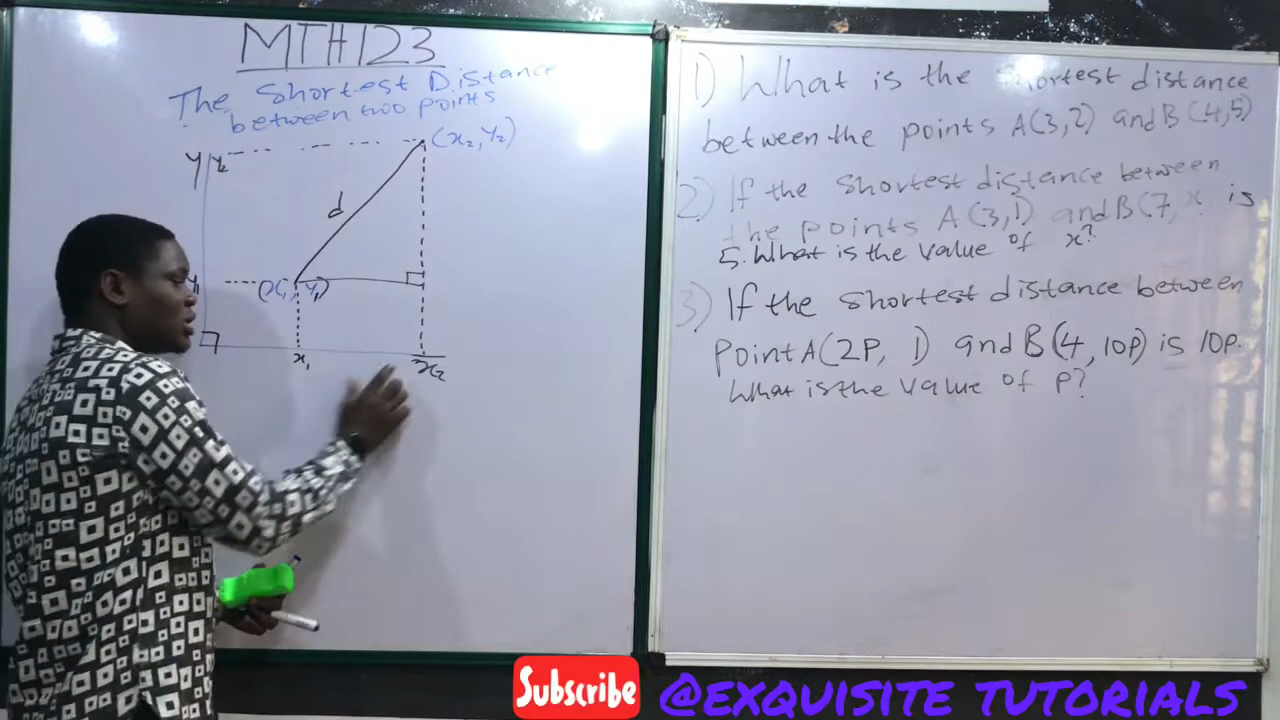 MTH123
The Shortest Distance
between two points
(x₂, y₂)
Y
Y₂
d
Y₁
(x₁, y₁)
x₁
x₂
1) What is the shortest distance
between the points A(3,2) and B(4,5)
2) If the shortest distance between
the points A(3,1) and B(7, x is
5. What is the value of x?
3) If the shortest distance between
Point A(2P, 1) and B(4, 10P) is 10P.
What is the value of P?
Subscribe
@EXQUISITE TUTORIALS